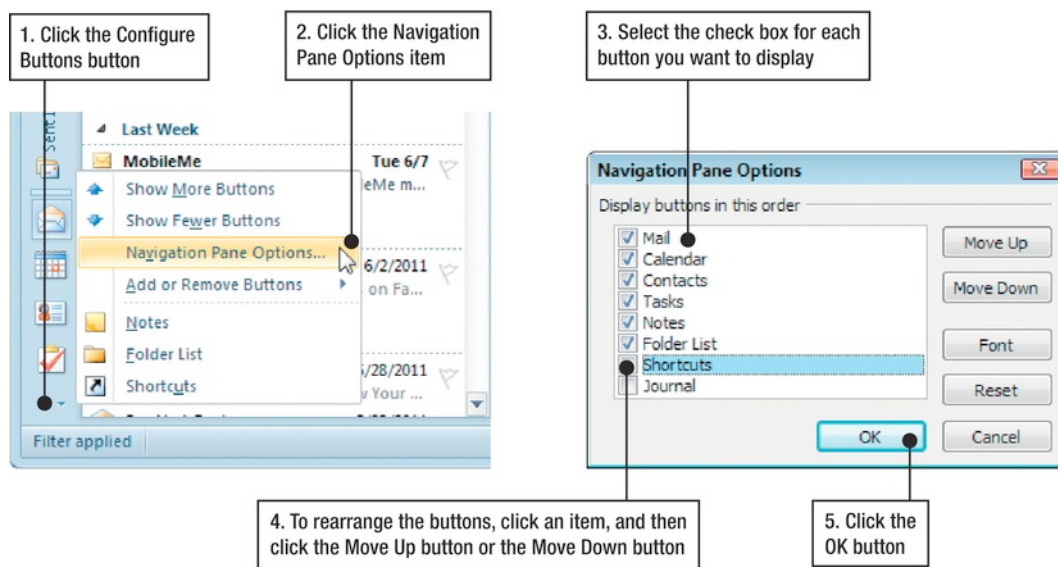 1. Click the Configure
Buttons button
2. Click the Navigation
Pane Options item
3. Select the check box for each
button you want to display
Last Week
MobileMe Tue 6/7
leMe m...
Show More Buttons
Show Fewer Buttons
Navigation Pane Options...
6/2/2011
Add or Remove Buttons
on Fa...
Notes
Folder List
/28/2011
Shortcuts
v Your ...
Filter applied
Navigation Pane Options
Display buttons in this order
Mail
Calendar
Contacts
Tasks
Notes
Folder List
Shortcuts
Journal
Move Up
Move Down
Font
Reset
OK
Cancel
4. To rearrange the buttons, click an item, and then
click the Move Up button or the Move Down button
5. Click the
OK button